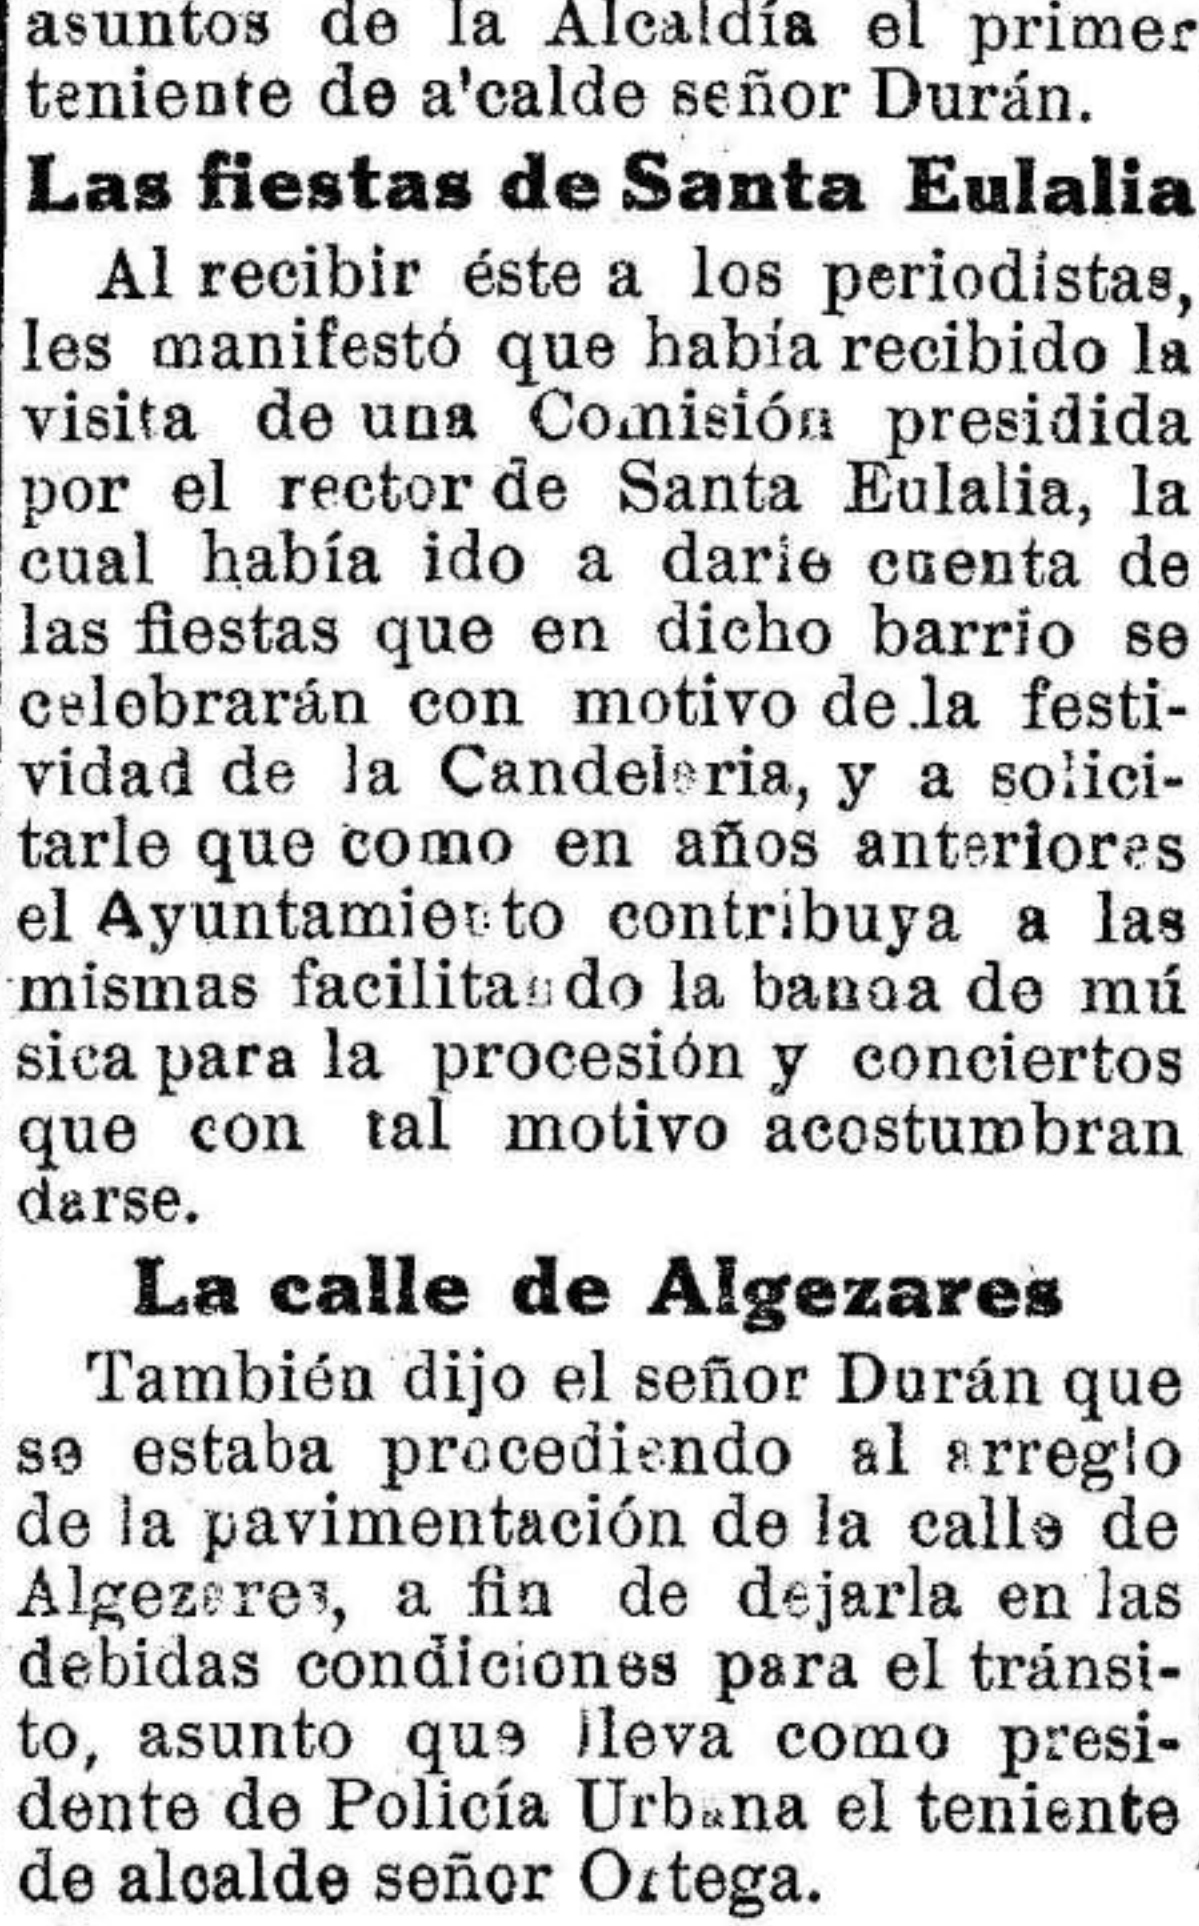 asuntos de la Alcaldía el primer
teniente de a'calde señor Durán.
Las fiestas de Santa Eulalia
Al recibir éste a los periodistas,
les manifestó que había recibido la
visita de una Comisión presidida
por el rector de Santa Eulalia, la
cual había ido a darle cuenta de
las fiestas que en dicho barrio se
celebrarán con motivo de la festi-
vidad de la Candelaria, y a solici-
tarle que como en años anteriores
el Ayuntamiento contribuya a las
mismas facilitando la banda de mú
sica para la procesión y conciertos
que con tal motivo acostumbran
darse.
La calle de Algezares
También dijo el señor Durán que
se estaba procediendo al arreglo
de la pavimentación de la calle de
Algezares, a fin de dejarla en las
debidas condiciones para el tránsi-
to, asunto que lleva como presi-
dente de Policía Urbana el teniente
de alcalde señor Ortega.